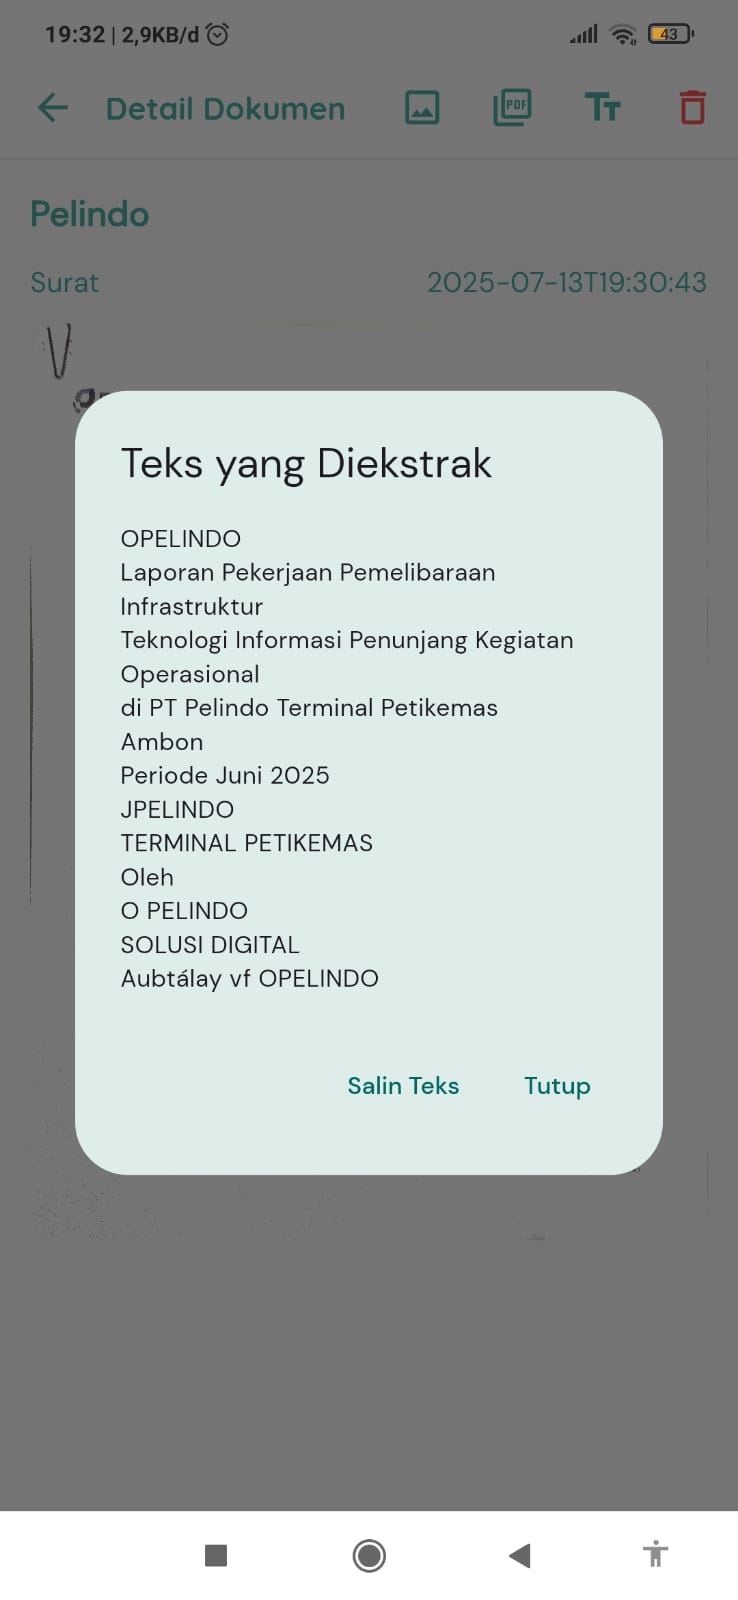 19:32 | 2,9KB/d
43
Detail Dokumen
PDF
Pelindo
Surat
2025-07-13T19:30:43
Teks yang Diekstrak
OPELINDO
Laporan Pekerjaan Pemelibaraan
Infrastruktur
Teknologi Informasi Penunjang Kegiatan
Operasional
di PT Pelindo Terminal Petikemas
Ambon
Periode Juni 2025
JPELINDO
TERMINAL PETIKEMAS
Oleh
O PELINDO
SOLUSI DIGITAL
Aubtálay vf OPELINDO
Salin Teks
Tutup